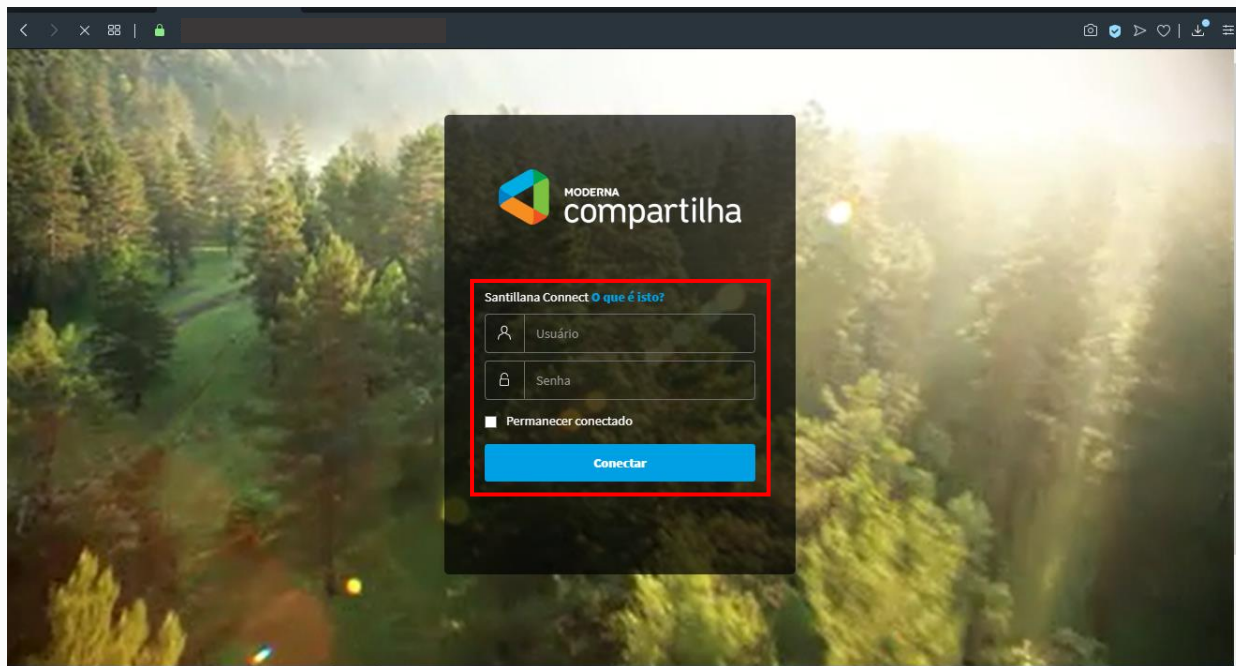 MODERNA
compartilha
Santillana Connect O que é isto?
Usuário
Senha
Permanecer conectado
Conectar